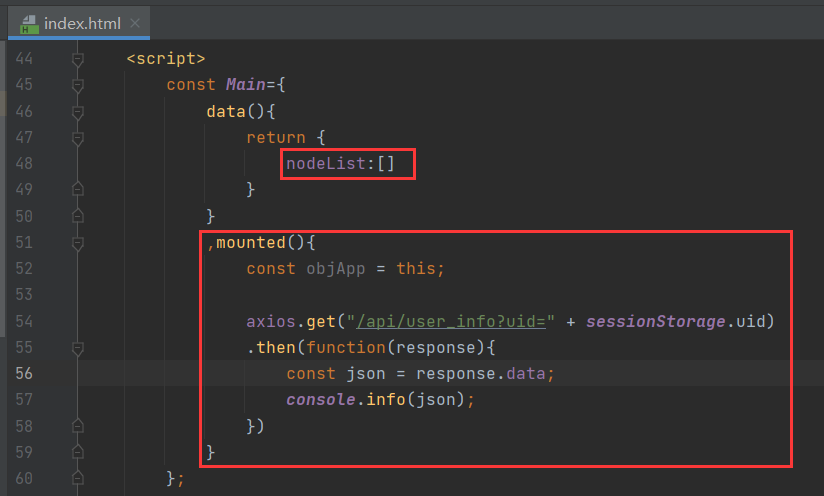 index.html
44 <script>
45 const Main={
46 data(){
47 return {
48 nodeList:[]
49 }
50 }
51 ,mounted(){
52 const objApp = this;
53
54 axios.get("/api/user_info?uid=" + sessionStorage.uid)
55 .then(function(response){
56 const json = response.data;
57 console.info(json);
58 })
59 }
60 };